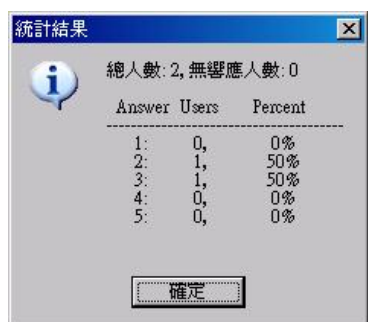 統計結果
總人數: 2, 無響應人數: 0
Answer Users Percent
--------------------------------------------
1: 0, 0%
2: 1, 50%
3: 1, 50%
4: 0, 0%
5: 0, 0%
確定